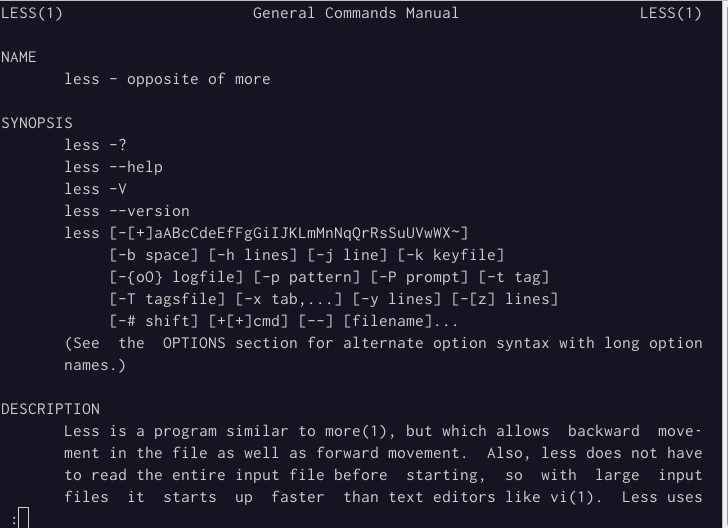 LESS(1)                    General Commands Manual                    LESS(1)
NAME
less - opposite of more
SYNOPSIS
less -?
less --help
less -V
less --version
less [-[+]aABcCdeEfFgGiIJKLmMnNqQrRsSuUVwWX~]
[-b space] [-h lines] [-j line] [-k keyfile]
[-{oO} logfile] [-p pattern] [-P prompt] [-t tag]
[-T tagsfile] [-x tab,...] [-y lines] [-[z] lines]
[-# shift] [+[+]cmd] [--] [filename]...
(See  the  OPTIONS section for alternate option syntax with long option
names.)
DESCRIPTION
Less is a program similar to more(1), but which allows  backward  move-
ment in the file as well as forward movement.  Also, less does not have
to read the entire input file before  starting,  so  with  large  input
files  it  starts  up  faster  than text editors like vi(1).  Less uses
: